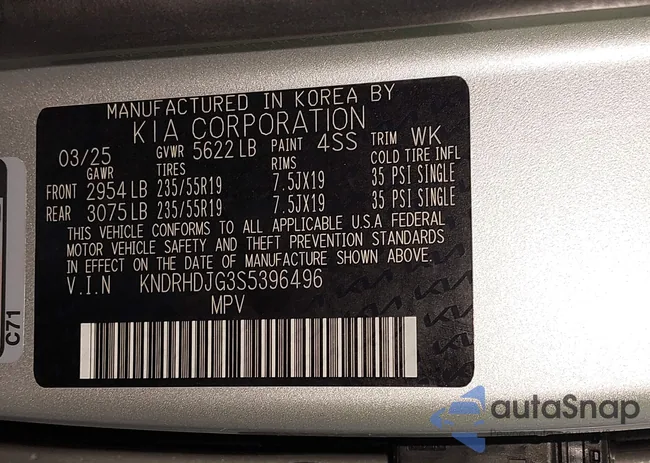 MANUFACTURED IN KOREA BY
KIA CORPORATION
03/25 GVWR 5622 LB PAINT 4SS TRIM WK
GAWR TIRES RIMS COLD TIRE INFL
FRONT 2954 LB 235/55R19 7.5JX19 35 PSI SINGLE
REAR 3075 LB 235/55R19 7.5JX19 35 PSI SINGLE
THIS VEHICLE CONFORMS TO ALL APPLICABLE U.S.A FEDERAL
MOTOR VEHICLE SAFETY AND THEFT PREVENTION STANDARDS
IN EFFECT ON THE DATE OF MANUFACTURE SHOWN ABOVE.
V.I.N KNDRHDJG3S5396496
MPV
C71
autaSnap